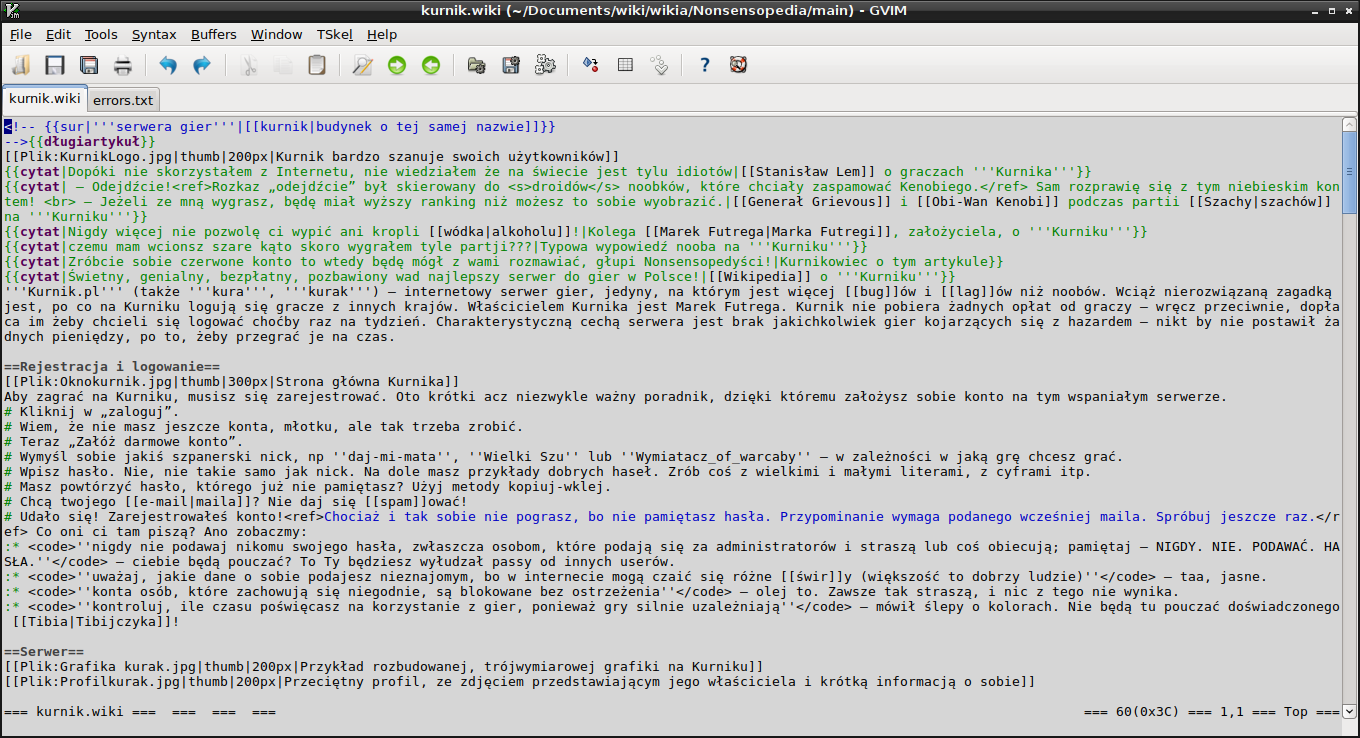 kurnik.wiki (~/Documents/wiki/wikia/Nonsensopedia/main) - GVIM
File Edit Tools Syntax Buffers Window TSkel Help
kurnik.wiki errors.txt
<!-- {{sur|'''serwera gier'''|[[kurnik|budynek o tej samej nazwie]]}}
-->{{długiartykuł}}
[[Plik:KurnikLogo.jpg|thumb|200px|Kurnik bardzo szanuje swoich użytkowników]]
{{cytat|Dopóki nie skorzystałem z Internetu, nie wiedziałem że na świecie jest tylu idiotów|[[Stanisław Lem]] o graczach '''Kurnika'''}}
{{cytat| – Odejdźcie!<ref>Rozkaz „odejdźcie” był skierowany do <s>droidów</s> noobków, które chciały zaspamować Kenobiego.</ref> Sam rozprawię się z tym niebieskim kon
tem! <br> – Jeżeli ze mną wygrasz, będę miał wyższy ranking niż możesz to sobie wyobrazić.|[[Generał Grievous]] i [[Obi-Wan Kenobi]] podczas partii [[Szachy|szachów]]
na '''Kurniku'''}}
{{cytat|Nigdy więcej nie pozwolę ci wypić ani kropli [[wódka|alkoholu]]!|Kolega [[Marek Futrega|Marka Futregi]], założyciela, o '''Kurniku'''}}
{{cytat|czemu mam wcionsz szare kąto skoro wygrałem tyle partji???|Typowa wypowiedź nooba na '''Kurniku'''}}
{{cytat|Zróbcie sobie czerwone konto to wtedy będę mógł z wami rozmawiać, głupi Nonsensopedyści!|Kurnikowiec o tym artykule}}
{{cytat|Świetny, genialny, bezpłatny, pozbawiony wad najlepszy serwer do gier w Polsce!|[[Wikipedia]] o '''Kurniku'''}}
'''Kurnik.pl''' (także '''kura''', '''kurak''') – internetowy serwer gier, jedyny, na którym jest więcej [[bug]]ów i [[lag]]ów niż noobów. Wciąż nierozwiązaną zagadką
jest, po co na Kurniku logują się gracze z innych krajów. Właścicielem Kurnika jest Marek Futrega. Kurnik nie pobiera żadnych opłat od graczy – wręcz przeciwnie, dopła
ca im żeby chcieli się logować choćby raz na tydzień. Charakterystyczną cechą serwera jest brak jakichkolwiek gier kojarzących się z hazardem – nikt by nie postawił ża
dnych pieniędzy, po to, żeby przegrać je na czas.
==Rejestracja i logowanie==
[[Plik:Oknokurnik.jpg|thumb|300px|Strona główna Kurnika]]
Aby zagrać na Kurniku, musisz się zarejestrować. Oto krótki acz niezwykle ważny poradnik, dzięki któremu założysz sobie konto na tym wspaniałym serwerze.
# Kliknij w „zaloguj”.
# Wiem, że nie masz jeszcze konta, młotku, ale tak trzeba zrobić.
# Teraz „Załóż darmowe konto”.
# Wymyśl sobie jakiś szpanerski nick, np ''daj-mi-mata'', ''Wielki Szu'' lub ''Wymiatacz_of_warcaby'' – w zależności w jaką grę chcesz grać.
# Wpisz hasło. Nie, nie takie samo jak nick. Na dole masz przykłady dobrych haseł. Zrób coś z wielkimi i małymi literami, z cyframi itp.
# Masz powtórzyć hasło, którego już nie pamiętasz? Użyj metody kopiuj-wklej.
# Chcą twojego [[e-mail|maila]]? Nie daj się [[spam]]ować!
# Udało się! Zarejestrowałeś konto!<ref>Chociaż i tak sobie nie pograsz, bo nie pamiętasz hasła. Przypominanie wymaga podanego wcześniej maila. Spróbuj jeszcze raz.</r
ef> Co oni ci tam piszą? Ano zobaczmy:
:* <code>''nigdy nie podawaj nikomu swojego hasła, zwłaszcza osobom, które podają się za administratorów i straszą lub coś obiecują; pamiętaj – NIGDY. NIE. PODAWAĆ. HA
SŁA.''</code> – ciebie będą pouczać? To Ty będziesz wyłudzał passy od innych userów.
:* <code>''uważaj, jakie dane o sobie podajesz nieznajomym, bo w internecie mogą czaić się różne [[świr]]y (większość to dobrzy ludzie)''</code> – taa, jasne.
:* <code>''konta osób, które zachowują się niegodnie, są blokowane bez ostrzeżenia''</code> – olej to. Zawsze tak straszą, i nic z tego nie wynika.
:* <code>''kontroluj, ile czasu poświęcasz na korzystanie z gier, ponieważ gry silnie uzależniają''</code> – mówił ślepy o kolorach. Nie będą tu pouczać doświadczonego
[[Tibia|Tibijczyka]]!
==Serwer==
[[Plik:Grafika kurak.jpg|thumb|200px|Przykład rozbudowanej, trójwymiarowej grafiki na Kurniku]]
[[Plik:Profilkurak.jpg|thumb|200px|Przeciętny profil, ze zdjęciem przedstawiającym jego właściciela i krótką informacją o sobie]]
=== kurnik.wiki === === === === === 60(0x3C) === 1,1 === Top ===